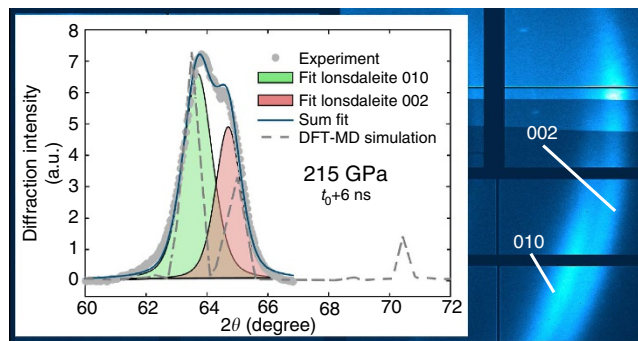 8
7
6
5
4
3
2
1
0
Diffraction intensity
(a.u.)
Experiment
Fit lonsdaleite 010
Fit lonsdaleite 002
Sum fit
DFT-MD simulation
215 GPa
t0+6 ns
60 62 64 66 68 70 72
2θ (degree)
002
010